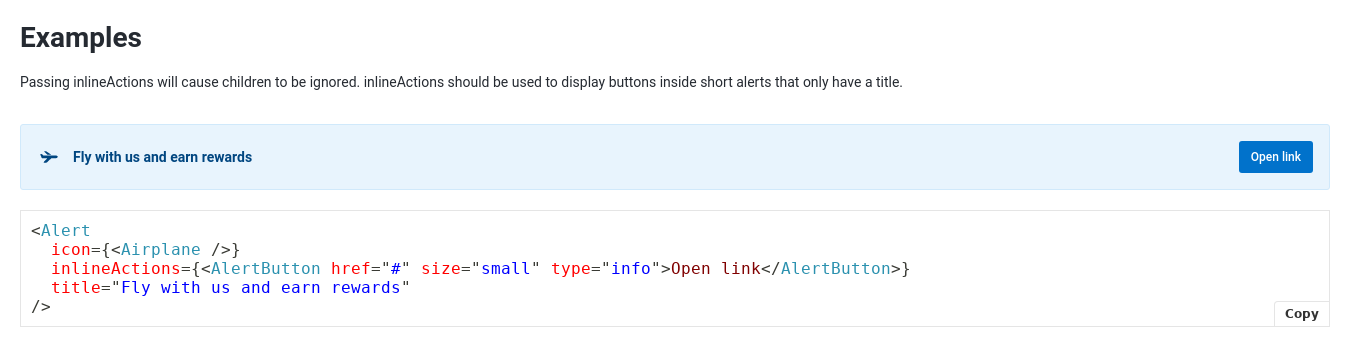 Examples
Passing inlineActions will cause children to be ignored. inlineActions should be used to display buttons inside short alerts that only have a title.
Fly with us and earn rewards
Open link
<Alert
  icon={<Airplane />}
  inlineActions={<AlertButton href="#" size="small" type="info">Open link</AlertButton>}
  title="Fly with us and earn rewards"
/>
Copy